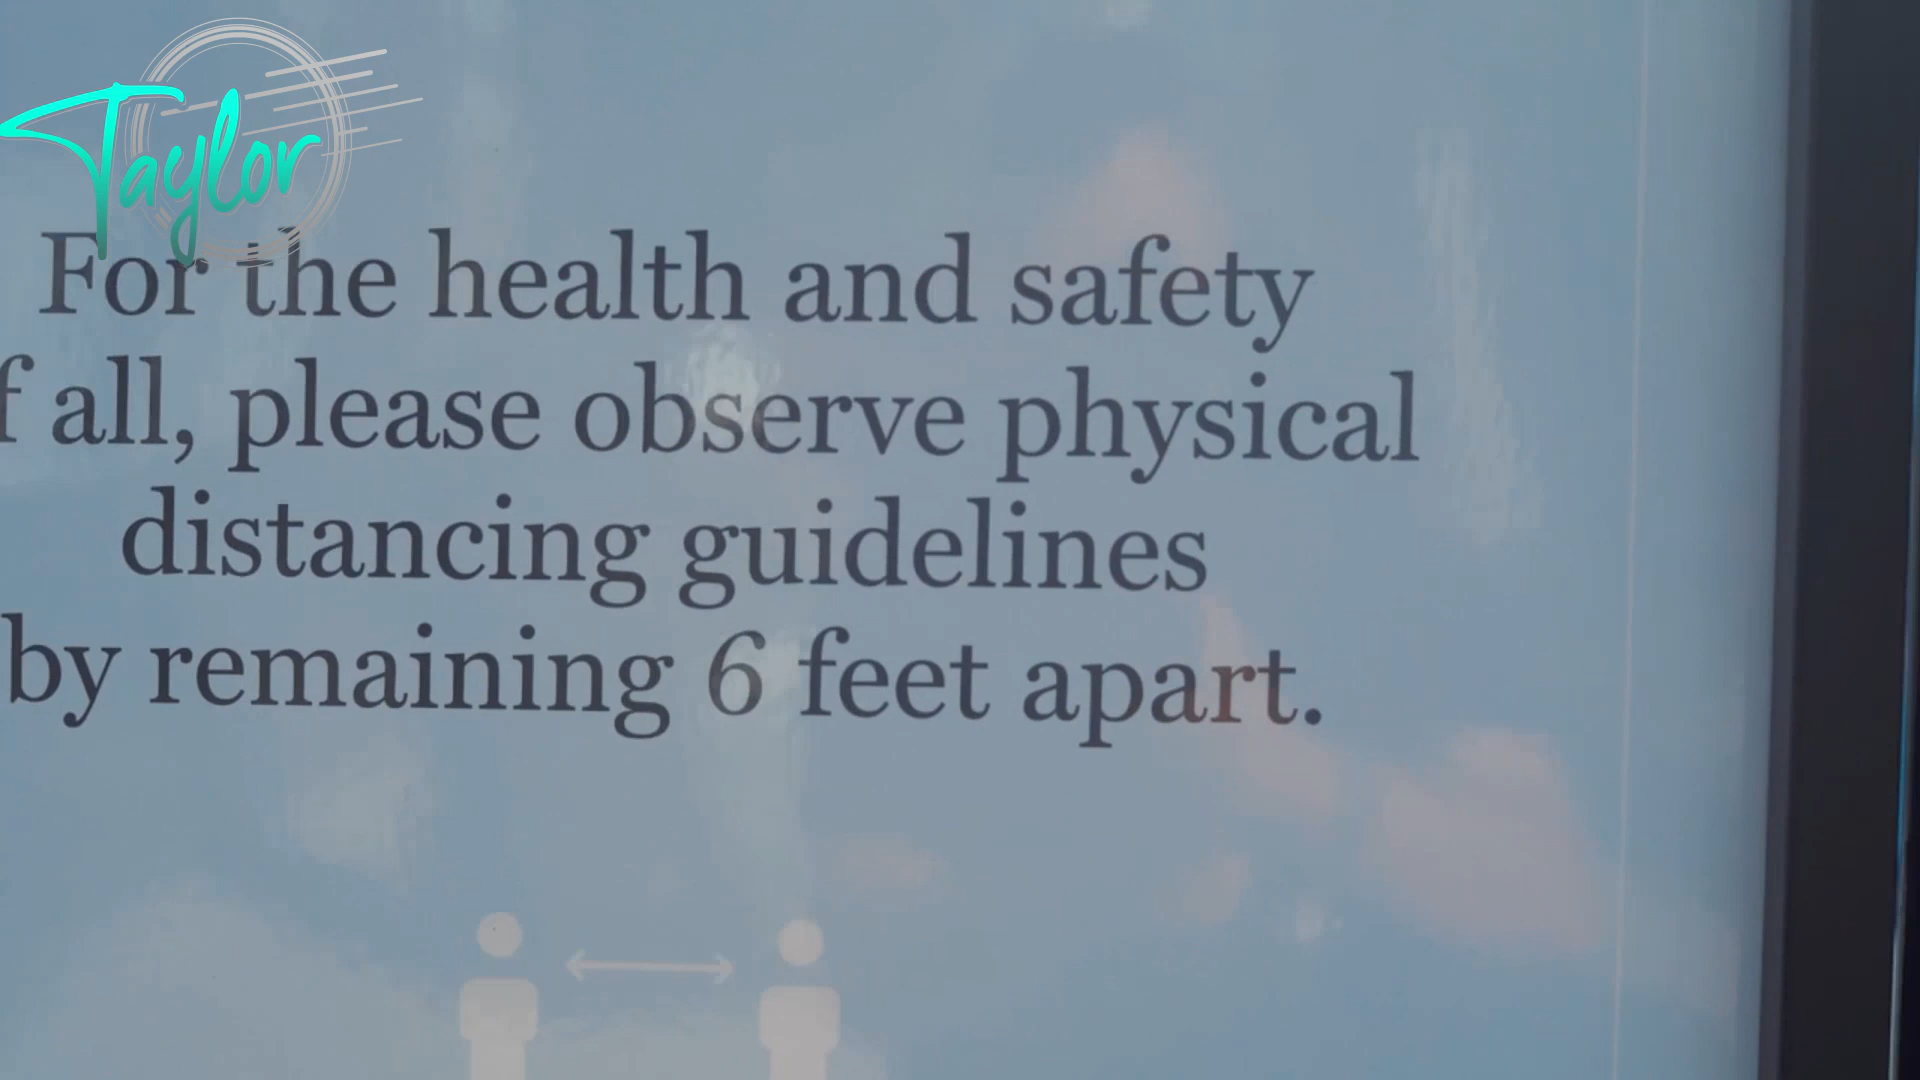 Taylor
For the health and safety
f all, please observe physical
distancing guidelines
by remaining 6 feet apart.